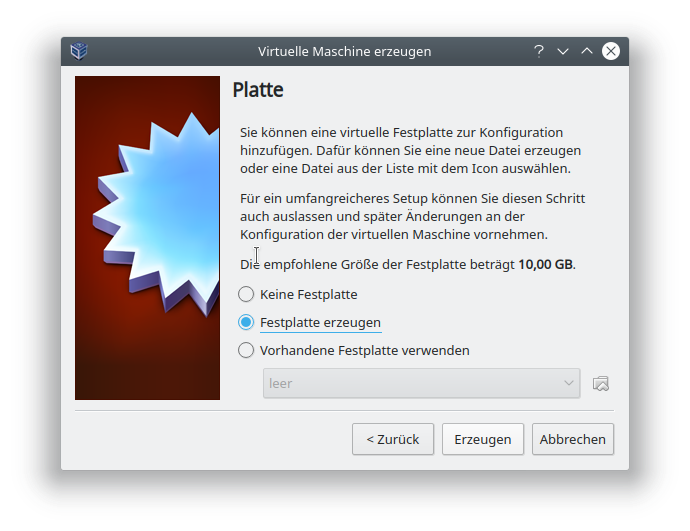 Virtuelle Maschine erzeugen
Platte
Sie können eine virtuelle Festplatte zur Konfiguration
hinzufügen. Dafür können Sie eine neue Datei erzeugen
oder eine Datei aus der Liste mit dem Icon auswählen.
Für ein umfangreicheres Setup können Sie diesen Schritt
auch auslassen und später Änderungen an der
Konfiguration der virtuellen Maschine vornehmen.
Die empfohlene Größe der Festplatte beträgt 10,00 GB.
Keine Festplatte
Festplatte erzeugen
Vorhandene Festplatte verwenden
leer
< Zurück Erzeugen Abbrechen